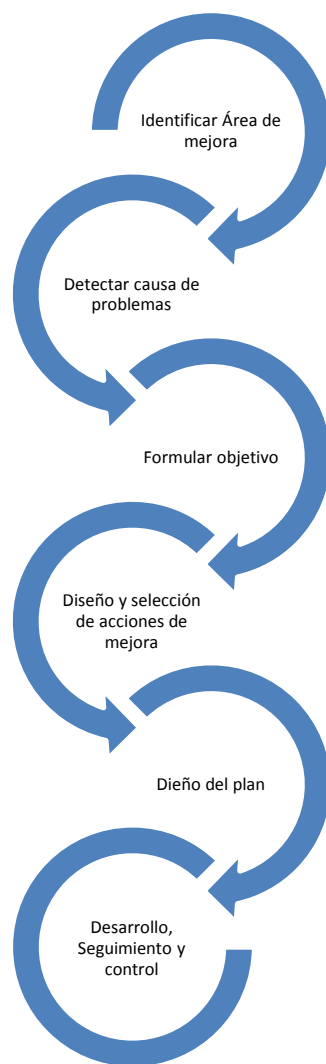 Identificar Área de
mejora
Detectar causa de
problemas
Formular objetivo
Diseño y selección
de acciones de
mejora
Dieño del plan
Desarrollo,
Seguimiento y
control